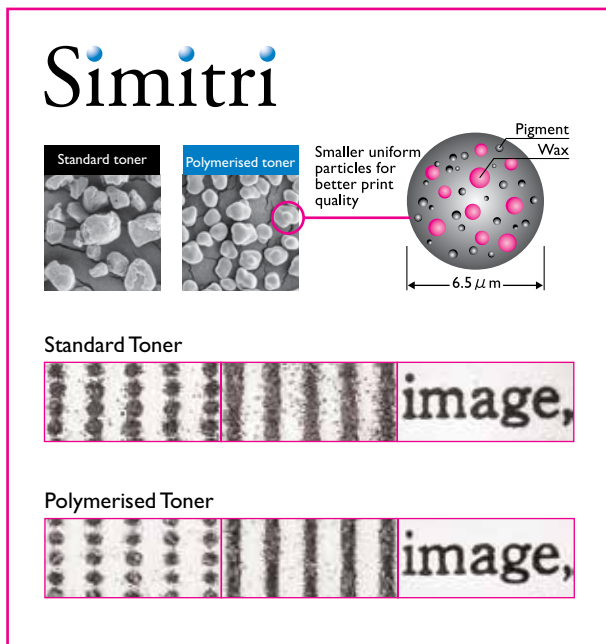 Simitri
Standard toner
Polymerised toner
Smaller uniform
particles for
better print
quality
Pigment
Wax
6.5 μm
Standard Toner
image,
Polymerised Toner
image,